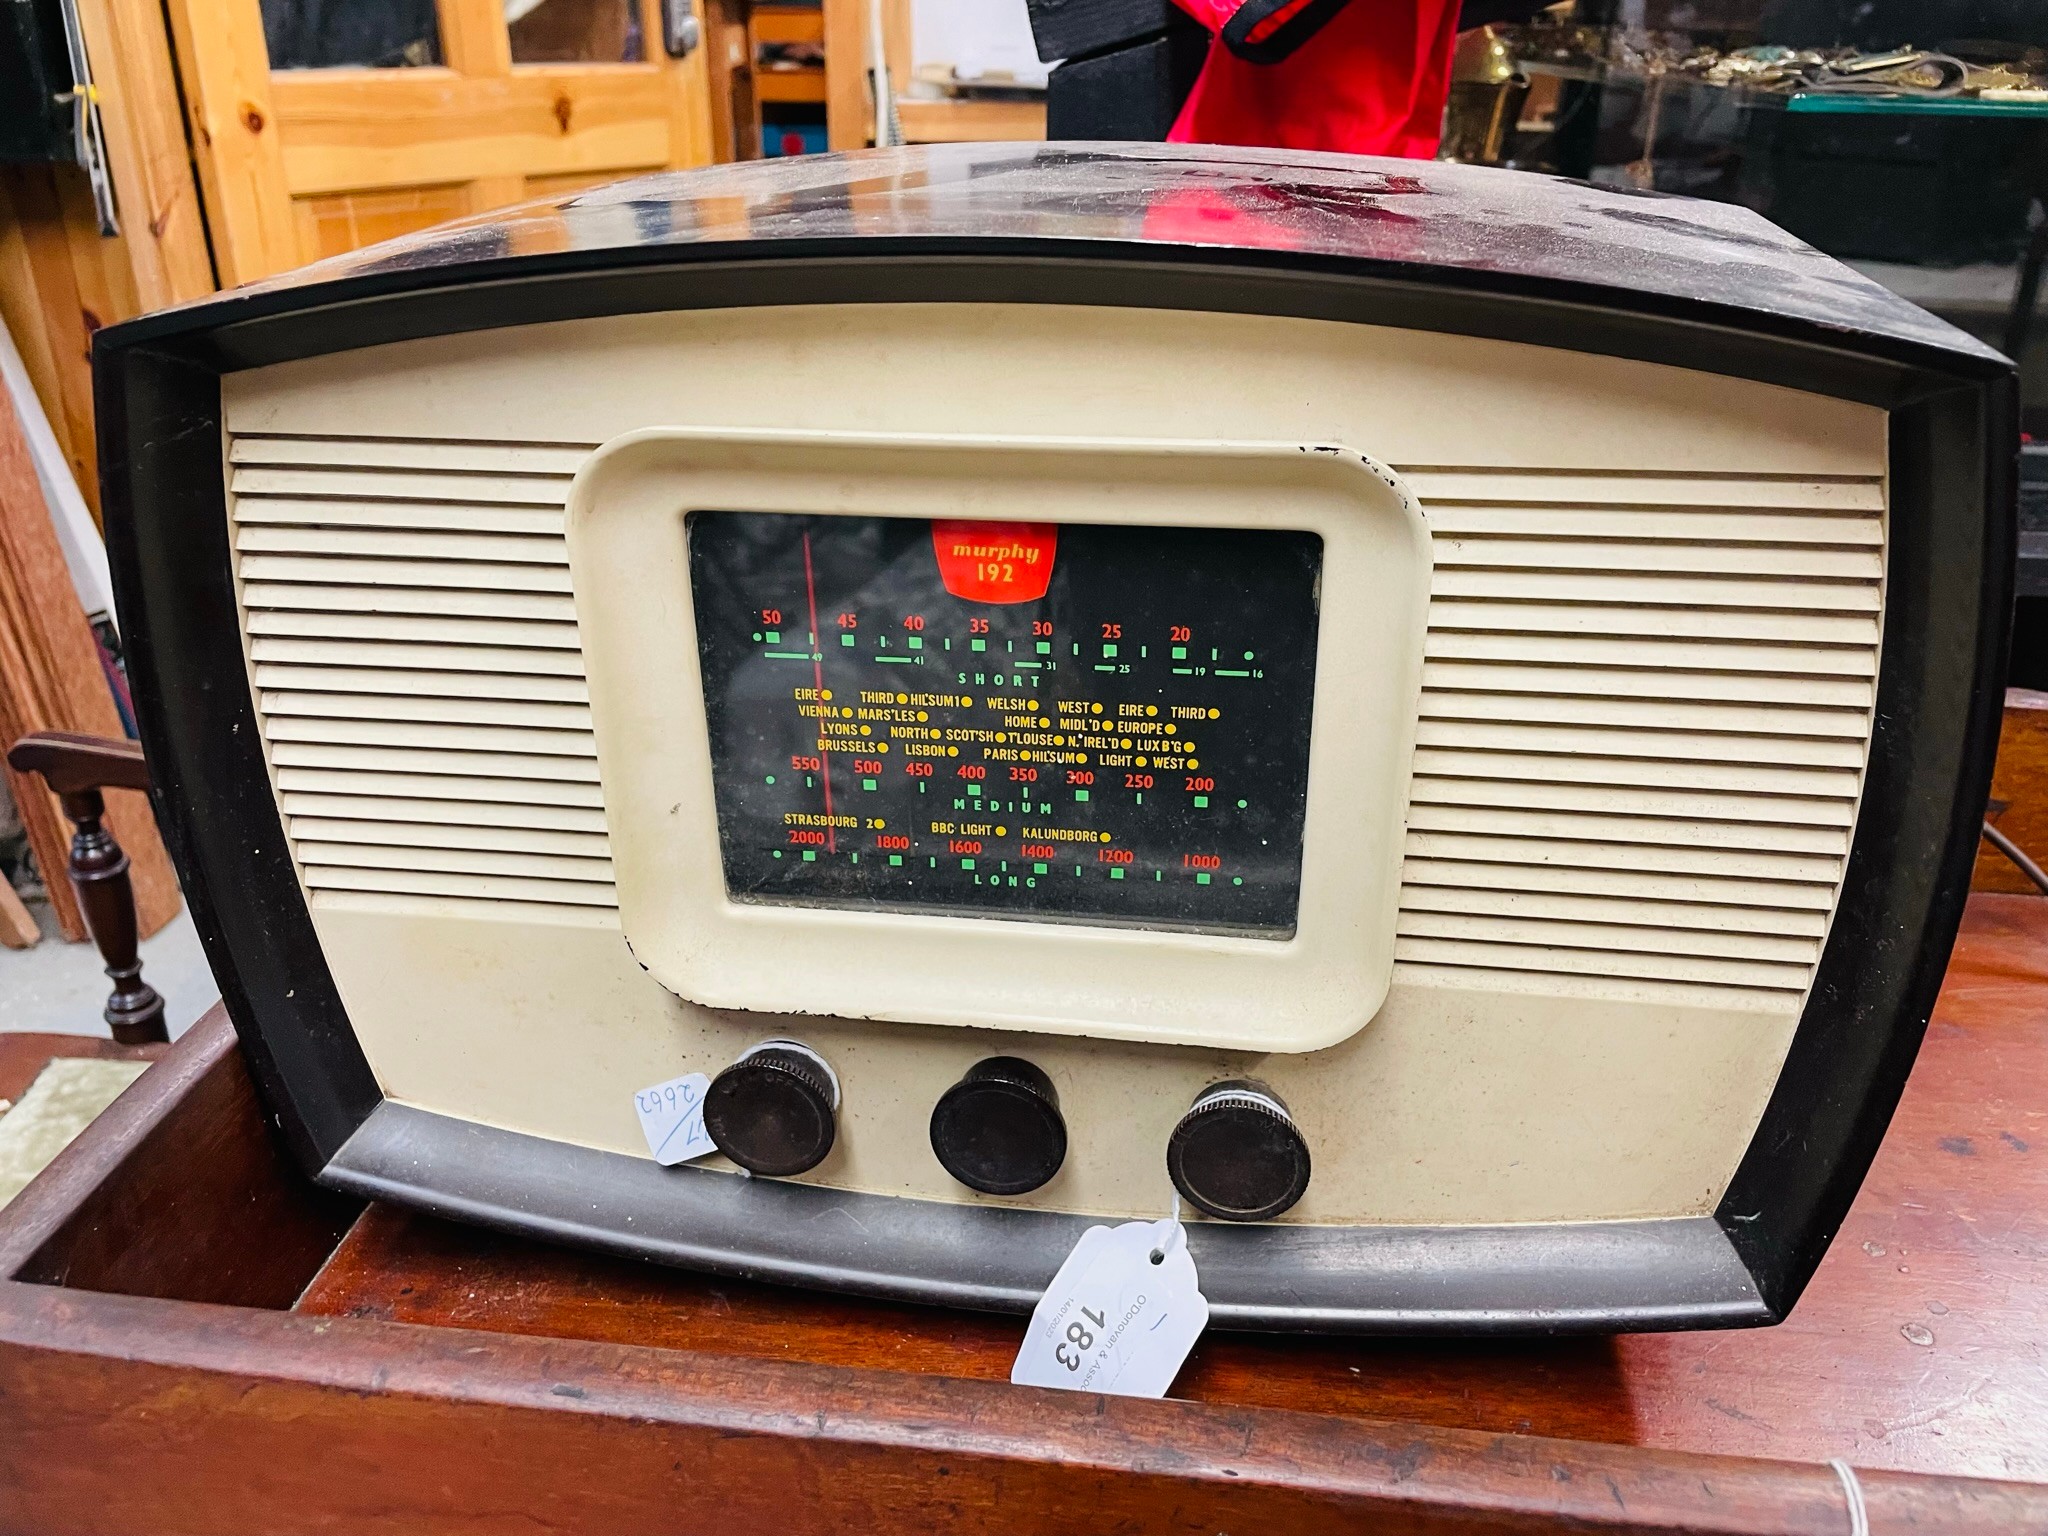 murphy
192
50 45 40 35 30 25 20
49 41 31 25 19 16
SHORT
EIRE THIRD HILSUM1 WELSH WEST EIRE THIRD
VIENNA MARS'LES HOME MIDL'D EUROPE
LYONS NORTH SCOT'SH T'LOUSE N. IREL'D LUXB'G
BRUSSELS LISBON PARIS HILSUM LIGHT WEST
550 500 450 400 350 300 250 200
MEDIUM
STRASBOURG 2 BBC LIGHT KALUNDBORG
2000 1800 1600 1400 1200 1000
LONG
OFF
2662
O'Donovan &
183